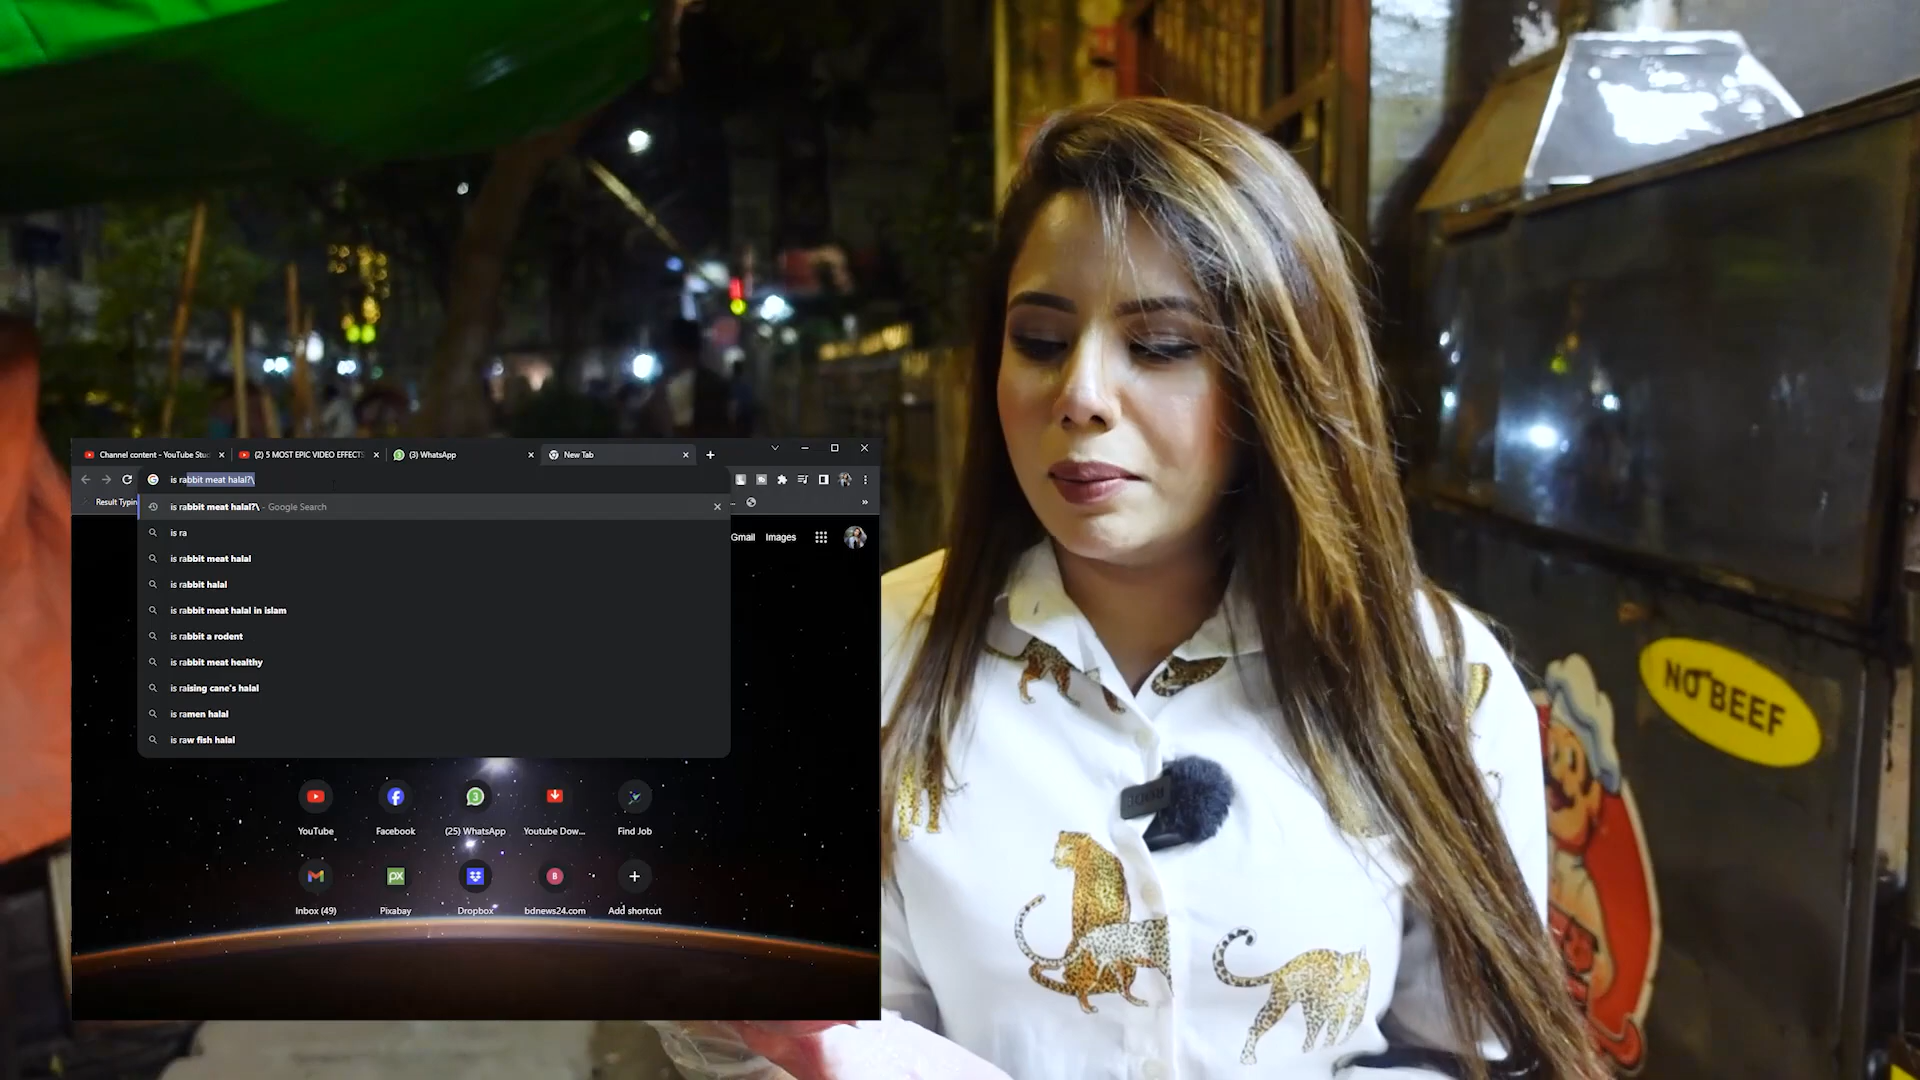 Channel content - YouTube Stu
(2) 5 MOST EPIC VIDEO EFFECTS
(3) WhatsApp
New Tab
is rabbit meat halal?\
Result Typin
is rabbit meat halal?\ - Google Search
is ra
is rabbit meat halal
is rabbit halal
is rabbit meat halal in islam
is rabbit a rodent
is rabbit meat healthy
is raising cane's halal
is ramen halal
is raw fish halal
Gmail Images
YouTube
Facebook
(25) WhatsApp
Youtube Dow...
Find Job
Inbox (49)
Pixabay
Dropbox
bdnews24.com
Add shortcut
NO BEEF
RODE